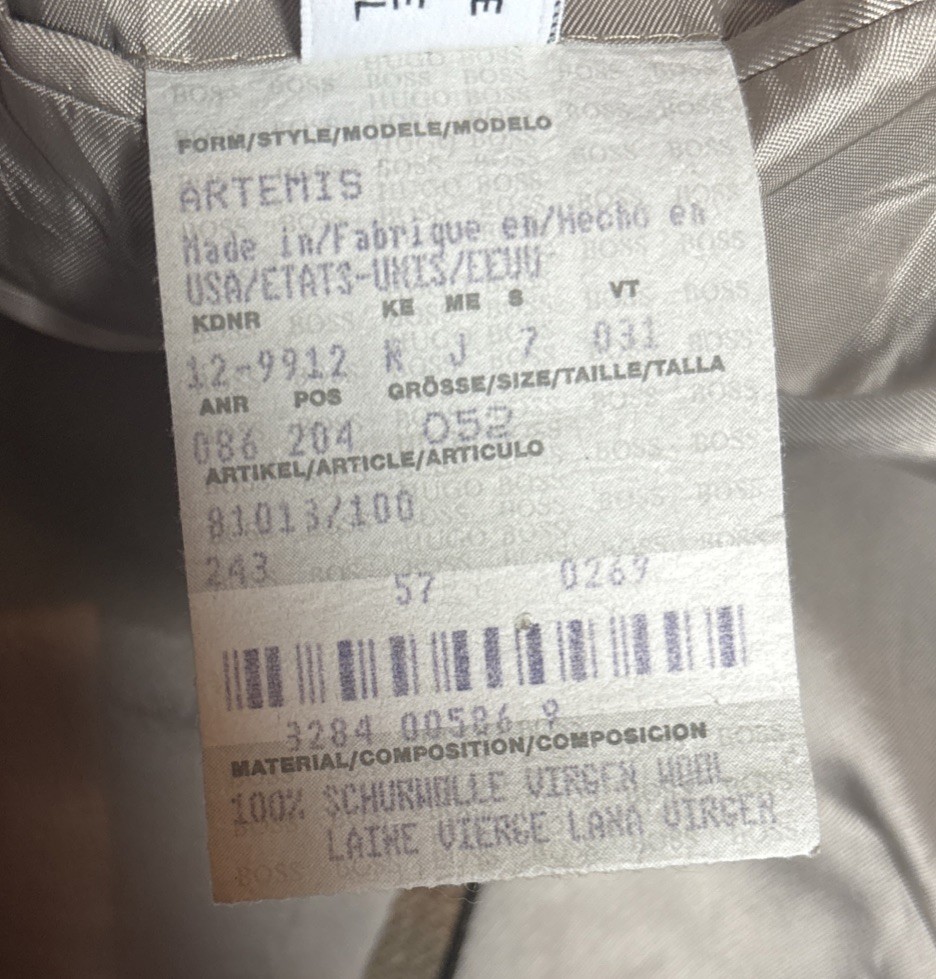 FORM/STYLE/MODELE/MODELO
ARTEMIS
Made in/Fabrique en/Hecho en
USA/ETATS-UNIS/EEUU
KDNR KE ME S VT
12-9912 K J 7 031
ANR POS GRÖSSE/SIZE/TAILLE/TALLA
086 204 052
ARTIKEL/ARTICLE/ARTICULO
81013/100
243 57 0269
3284 00586 9
MATERIAL/COMPOSITION/COMPOSICION
100% SCHURWOLLE VIRGEN WOOL
LAINE VIERGE LANA VIRGEN